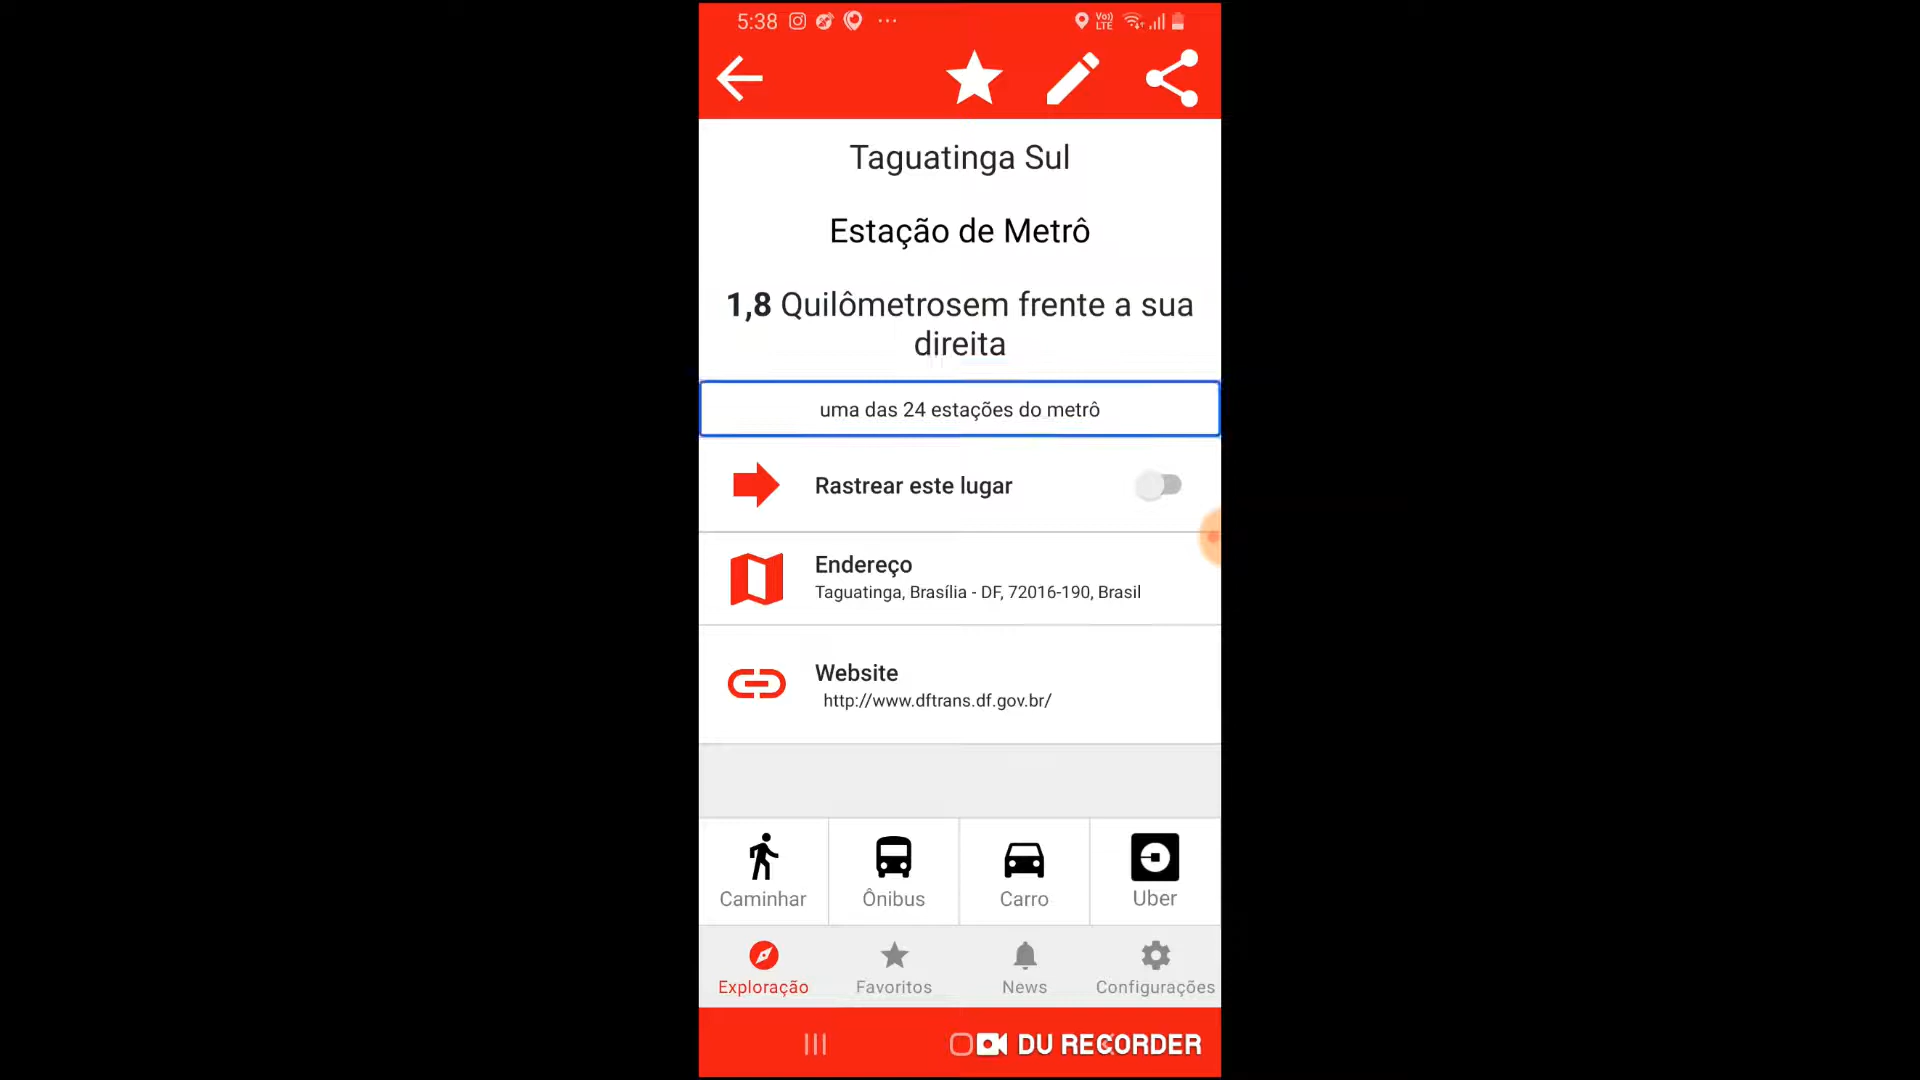 5:38
Vo)) LTE
Taguatinga Sul
Estação de Metrô
1,8 Quilômetrosem frente a sua
direita
uma das 24 estações do metrô
Rastrear este lugar
Endereço
Taguatinga, Brasília - DF, 72016-190, Brasil
Website
http://www.dftrans.df.gov.br/
Caminhar
Ônibus
Carro
Uber
Exploração
Favoritos
News
Configurações
DU RECORDER